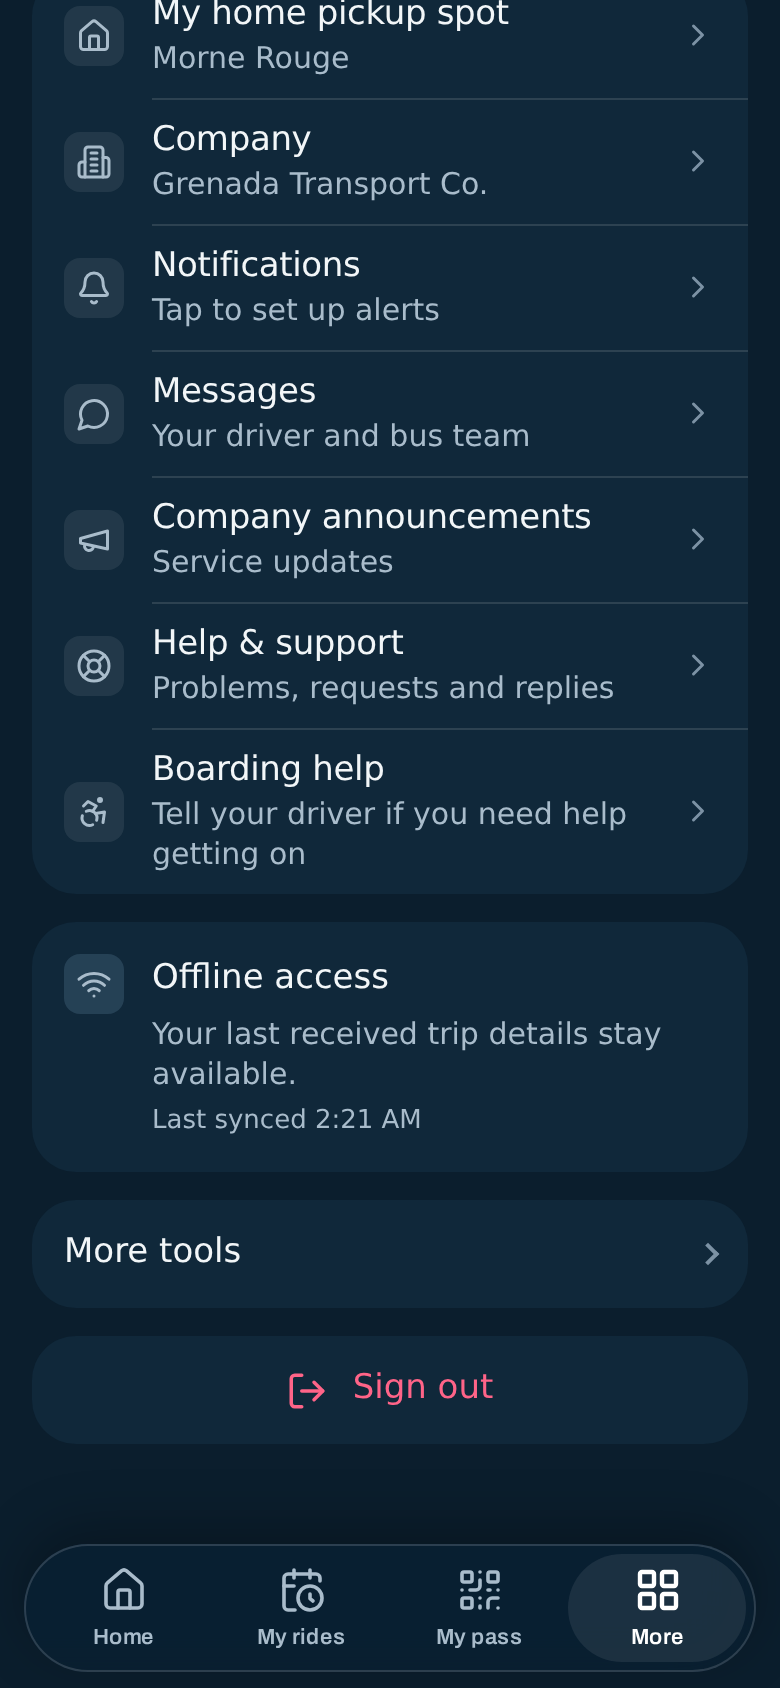 My home pickup spot
Morne Rouge
Company
Grenada Transport Co.
Notifications
Tap to set up alerts
Messages
Your driver and bus team
Company announcements
Service updates
Help & support
Problems, requests and replies
Boarding help
Tell your driver if you need help
getting on
Offline access
Your last received trip details stay
available.
Last synced 2:21 AM
More tools
Sign out
Home
My rides
My pass
More